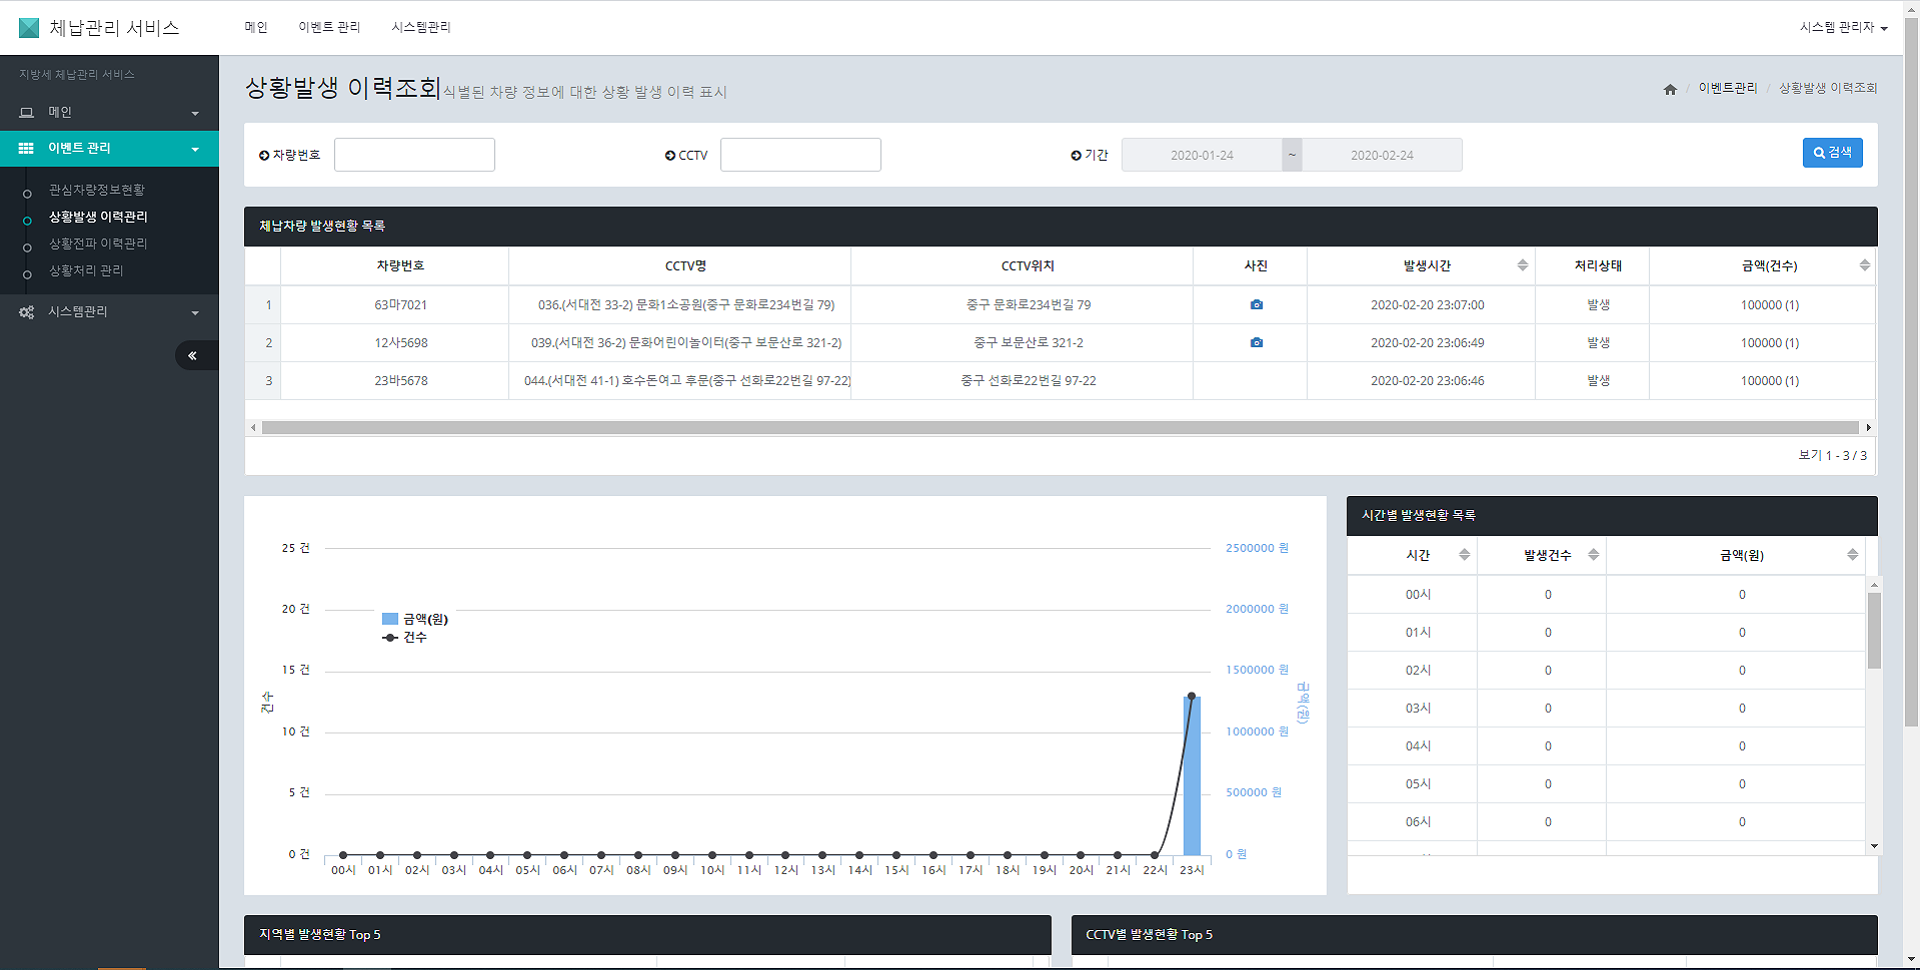 체납관리 서비스
메인
이벤트 관리
시스템관리
시스템 관리자
지방세 체납관리 서비스
메인
이벤트 관리
관심차량정보현황
상황발생 이력관리
상황전파 이력관리
상황처리 관리
시스템관리
상황발생 이력조회 식별된 차량 정보에 대한 상황 발생 이력 표시
/ 이벤트관리 / 상황발생 이력조회
차량번호
CCTV
기간 2020-01-24 ~ 2020-02-24
검색
체납차량 발생현황 목록
차량번호 CCTV명 CCTV위치 사진 발생시간 처리상태 금액(건수)
1 63마7021 036.(서대전 33-2) 문화1소공원(중구 문화로234번길 79) 중구 문화로234번길 79 2020-02-20 23:07:00 발생 100000 (1)
2 12사5698 039.(서대전 36-2) 문화어린이놀이터(중구 보문산로 321-2) 중구 보문산로 321-2 2020-02-20 23:06:49 발생 100000 (1)
3 23바5678 044.(서대전 41-1) 호수돈여고 후문(중구 선화로22번길 97-22) 중구 선화로22번길 97-22 2020-02-20 23:06:46 발생 100000 (1)
보기 1 - 3 / 3
25 건
20 건
15 건
10 건
5 건
0 건
건수
금액(원)
건수
2500000 원
2000000 원
1500000 원
1000000 원
500000 원
0 원
금액(원)
00시 01시 02시 03시 04시 05시 06시 07시 08시 09시 10시 11시 12시 13시 14시 15시 16시 17시 18시 19시 20시 21시 22시 23시
시간별 발생현황 목록
시간 발생건수 금액(원)
00시 0 0
01시 0 0
02시 0 0
03시 0 0
04시 0 0
05시 0 0
06시 0 0
지역별 발생현황 Top 5
CCTV별 발생현황 Top 5